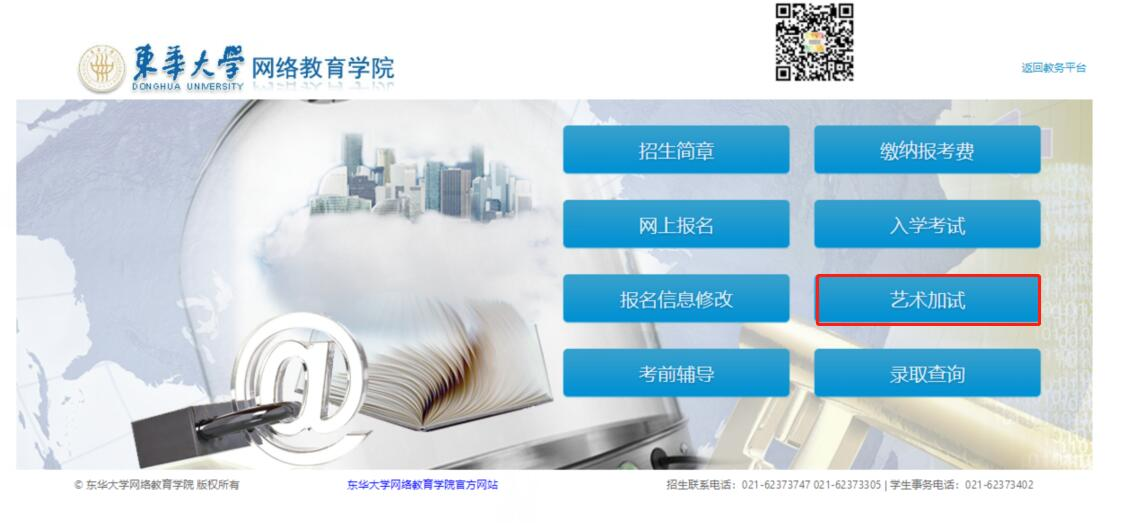 東華大学 网络教育学院
DONGHUA UNIVERSITY
返回教务平台
招生简章 缴纳报考费
网上报名 入学考试
报名信息修改 艺术加试
考前辅导 录取查询
@
© 东华大学网络教育学院 版权所有 东华大学网络教育学院官方网站 招生联系电话：021-62373747 021-62373305 | 学生事务电话：021-62373402